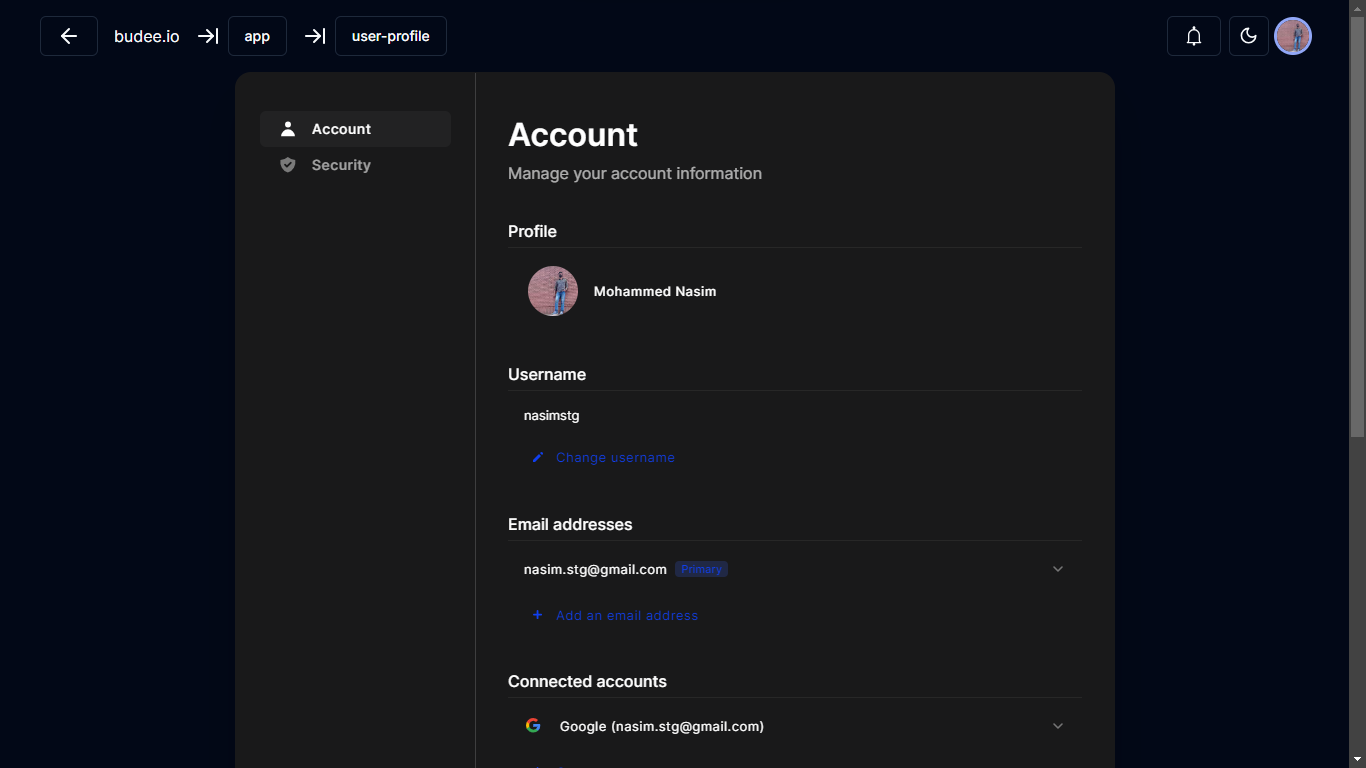 budee.io
app
user-profile
Account
Security
Account
Manage your account information
Profile
Mohammed Nasim
Username
nasimstg
Change username
Email addresses
nasim.stg@gmail.com Primary
Add an email address
Connected accounts
Google (nasim.stg@gmail.com)